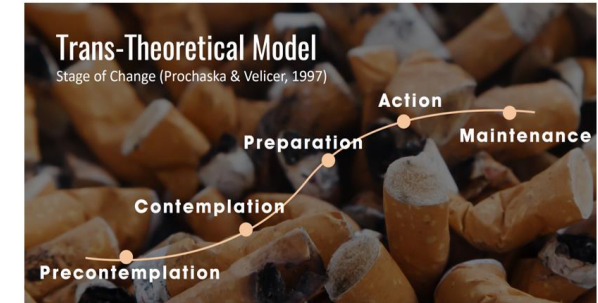 Trans-Theoretical Model
Stage of Change (Prochaska & Velicer, 1997)
Action
Maintenance
Preparation
Contemplation
Precontemplation